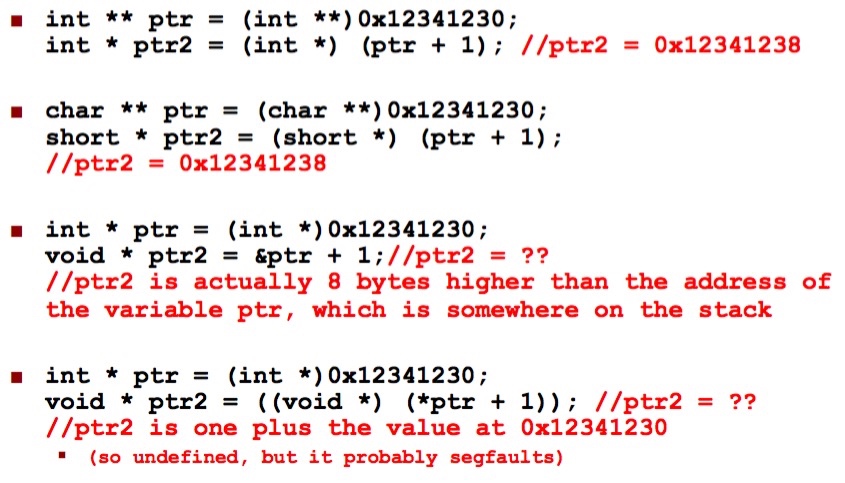 int ** ptr = (int **)0x12341230;
int * ptr2 = (int *) (ptr + 1); //ptr2 = 0x12341238
char ** ptr = (char **)0x12341230;
short * ptr2 = (short *) (ptr + 1);
//ptr2 = 0x12341238
int * ptr = (int *)0x12341230;
void * ptr2 = &ptr + 1;//ptr2 = ??
//ptr2 is actually 8 bytes higher than the address of
the variable ptr, which is somewhere on the stack
int * ptr = (int *)0x12341230;
void * ptr2 = ((void *) (*ptr + 1)); //ptr2 = ??
//ptr2 is one plus the value at 0x12341230
(so undefined, but it probably segfaults)